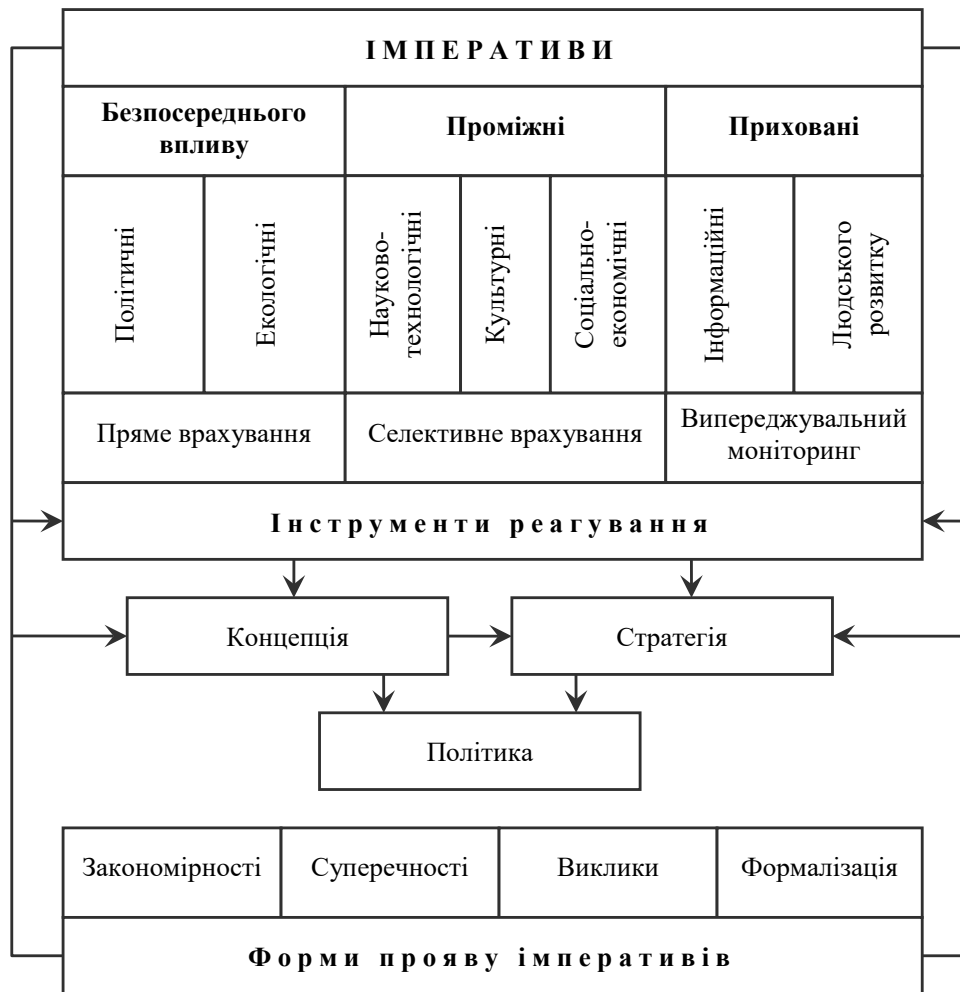 ІМПЕРАТИВИ
Безпосереднього
впливу
Проміжні
Приховані
Політичні
Екологічні
Науково-
технологічні
Культурні
Соціально-
економічні
Інформаційні
Людського
розвитку
Пряме врахування
Селективне врахування
Випереджувальний
моніторинг
Інструменти реагування
Концепція
Стратегія
Політика
Закономірності
Суперечності
Виклики
Формалізація
Форми прояву імперативів